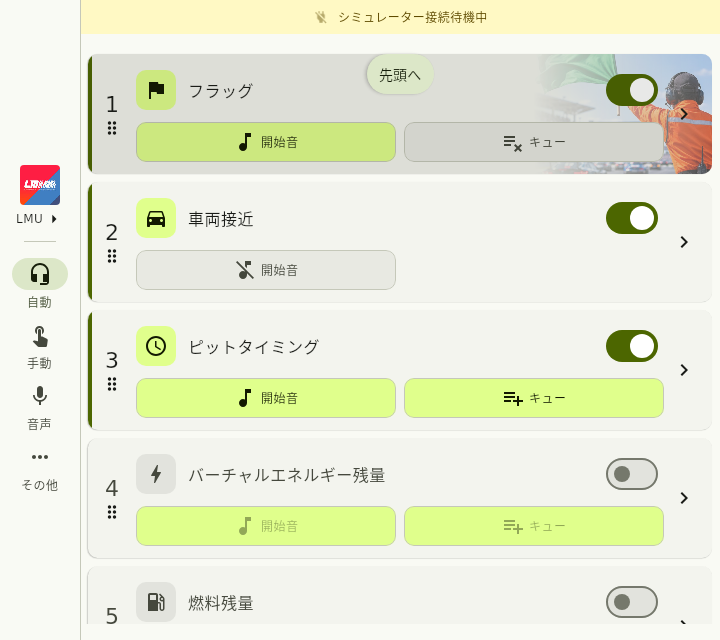 シミュレーター接続待機中
先頭へ
1
フラッグ
開始音
キュー
2
車両接近
開始音
3
ピットタイミング
開始音
キュー
4
バーチャルエネルギー残量
開始音
キュー
5
燃料残量
LMU
自動
手動
音声
その他